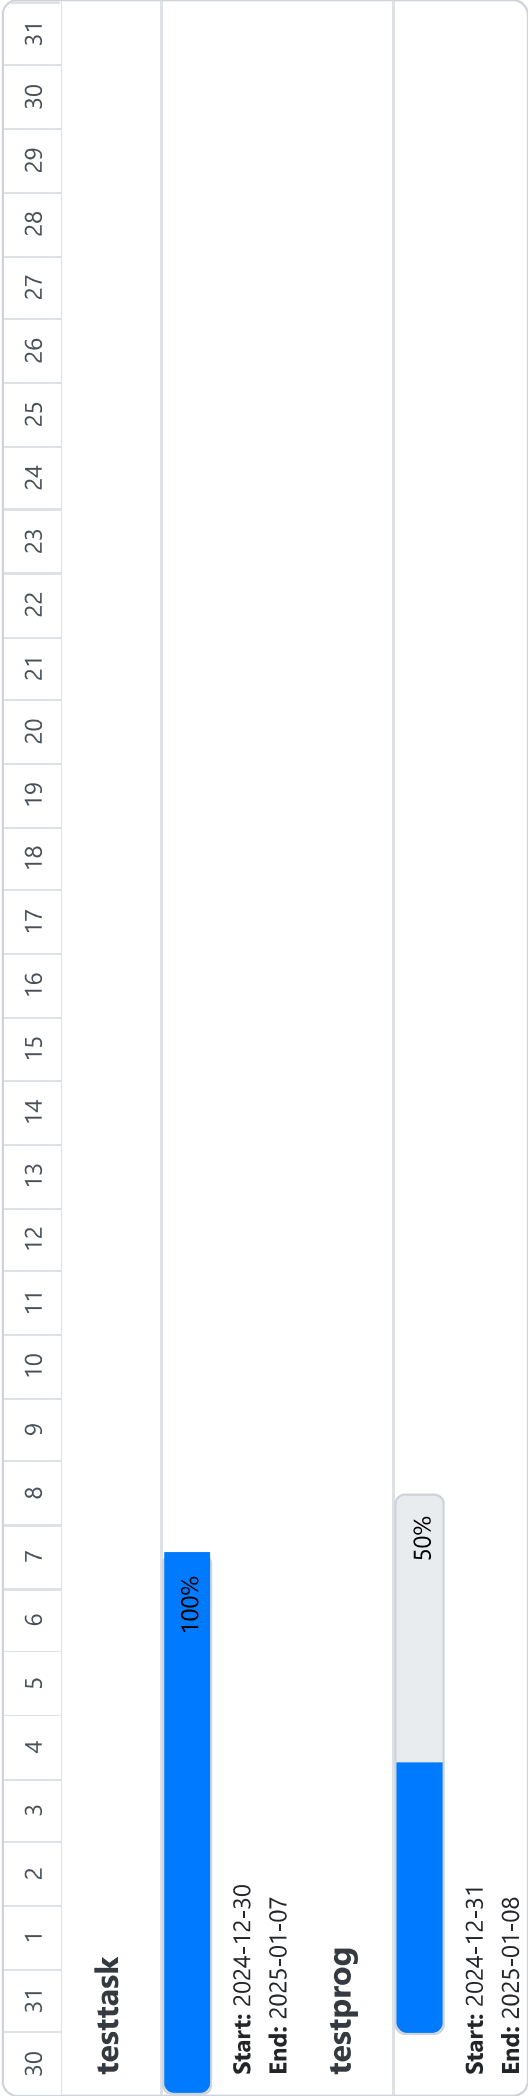 30 31 1 2 3 4 5 6 7 8 9 10 11 12 13 14 15 16 17 18 19 20 21 22 23 24 25 26 27 28 29 30 31
testtask
100%
Start: 2024-12-30
End: 2025-01-07
testprog
50%
Start: 2024-12-31
End: 2025-01-08